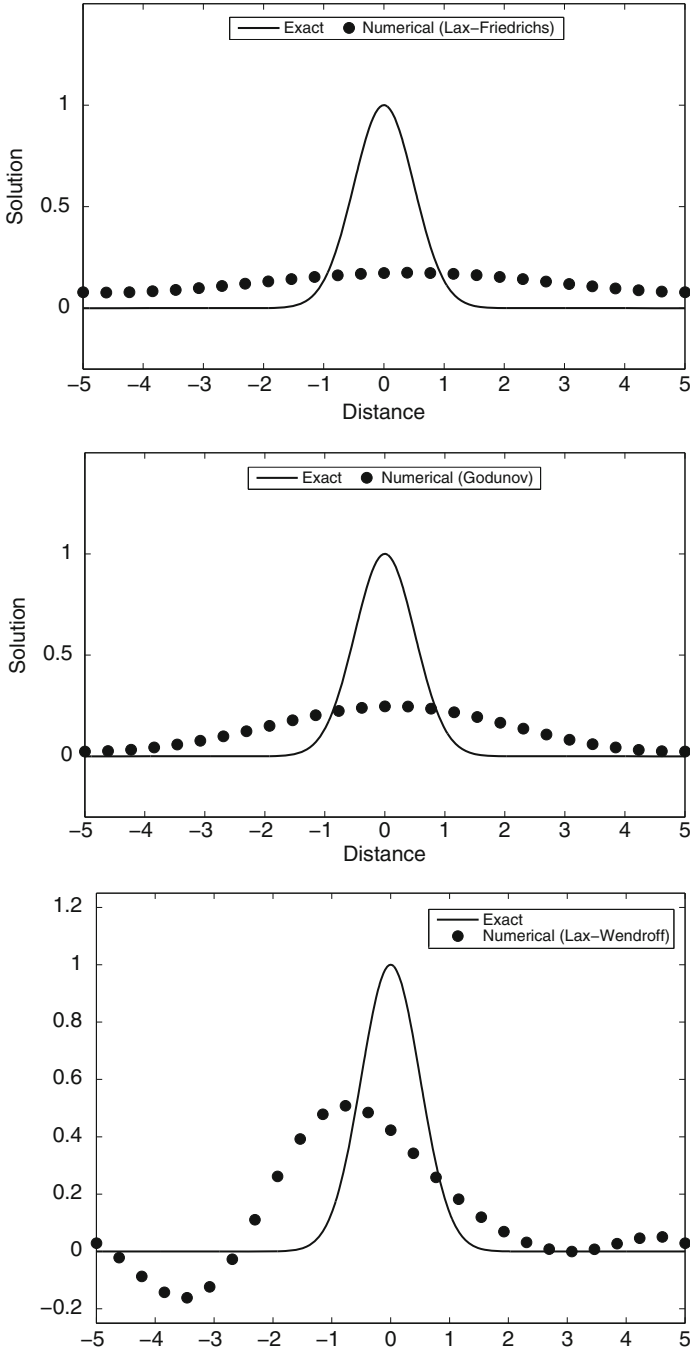 Exact Numerical (Lax−Friedrichs)
1
0.5
0
Solution
−5 −4 −3 −2 −1 0 1 2 3 4 5
Distance
Exact Numerical (Godunov)
1
0.5
0
Solution
−5 −4 −3 −2 −1 0 1 2 3 4 5
Distance
Exact
Numerical (Lax−Wendroff)
1.2
1
0.8
0.6
0.4
0.2
0
−0.2
−5 −4 −3 −2 −1 0 1 2 3 4 5